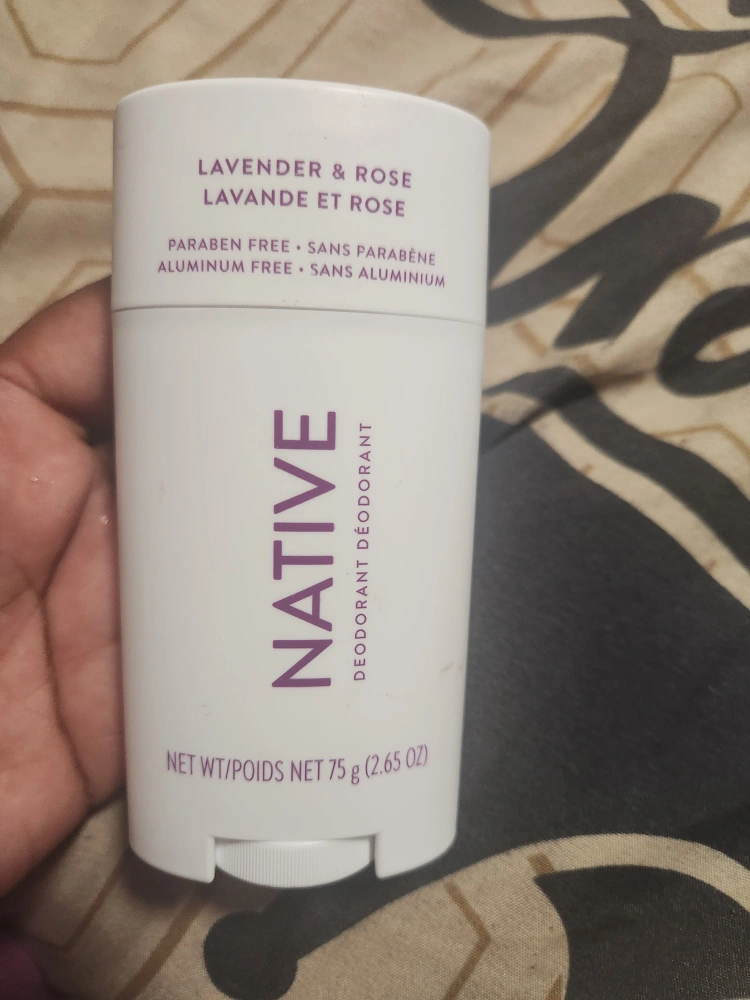 LAVENDER & ROSE
LAVANDE ET ROSE
PARABEN FREE • SANS PARABÈNE
ALUMINUM FREE • SANS ALUMINIUM
NATIVE
DEODORANT DÉODORANT
NET WT/POIDS NET 75 g (2.65 OZ)